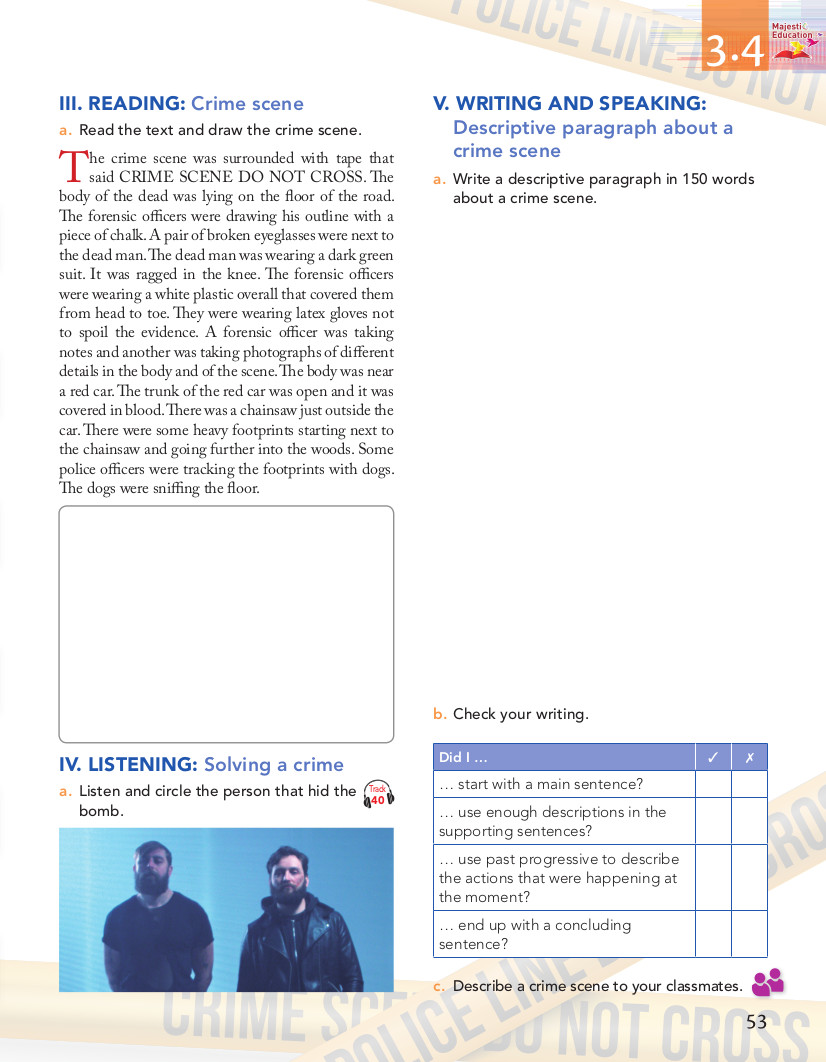 POLICE LINE DO NOT
3.4
Majesti
Education
III. READING: Crime scene
a. Read the text and draw the crime scene.
The crime scene was surrounded with tape that
said CRIME SCENE DO NOT CROSS. The
body of the dead was lying on the floor of the road.
The forensic officers were drawing his outline with a
piece of chalk. A pair of broken eyeglasses were next to
the dead man. The dead man was wearing a dark green
suit. It was ragged in the knee. The forensic officers
were wearing a white plastic overall that covered them
from head to toe. They were wearing latex gloves not
to spoil the evidence. A forensic officer was taking
notes and another was taking photographs of different
details in the body and of the scene. The body was near
a red car. The trunk of the red car was open and it was
covered in blood. There was a chainsaw just outside the
car. There were some heavy footprints starting next to
the chainsaw and going further into the woods. Some
police officers were tracking the footprints with dogs.
The dogs were sniffing the floor.
IV. LISTENING: Solving a crime
a. Listen and circle the person that hid the
bomb.
Track
40
V. WRITING AND SPEAKING:
Descriptive paragraph about a
crime scene
a. Write a descriptive paragraph in 150 words
about a crime scene.
b. Check your writing.
Did I … ✓ ✗
… start with a main sentence?
… use enough descriptions in the
supporting sentences?
… use past progressive to describe
the actions that were happening at
the moment?
… end up with a concluding
sentence?
c. Describe a crime scene to your classmates.
CRO
CRIME SCE
POLICE LINE
DO NOT CROSS
53